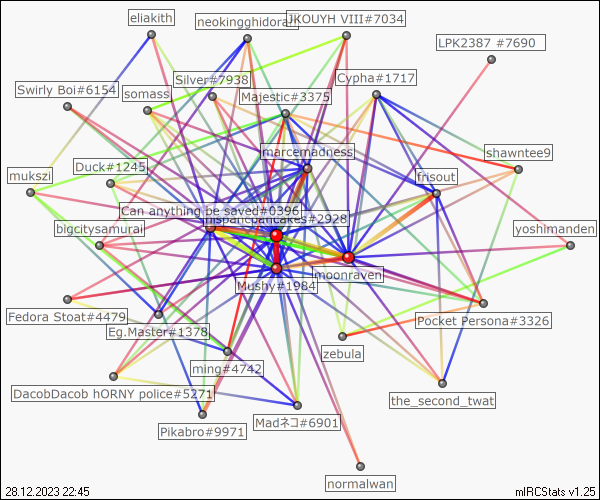 eliakith
neokingghidorah
JKOUYH VIII#7034
LPK2387 #7690
Swirly Boi#6154
somass
Silver#7938
Cypha#1717
Majestic#3375
marcemadness
shawntee9
mukszi
Duck#1245
frisout
Can anything be saved#0396
pancakes#2928
bigcitysamurai
yoshimanden
lmoonraven
Mushy#1984
Fedora Stoat#4479
Eg.Master#1378
Pocket Persona#3326
zebula
ming#4742
DacobDacob hORNY police#5271
the_second_twat
Pikabro#9971
Madネコ#6901
normalwan
28.12.2023 22:45
mIRCStats v1.25